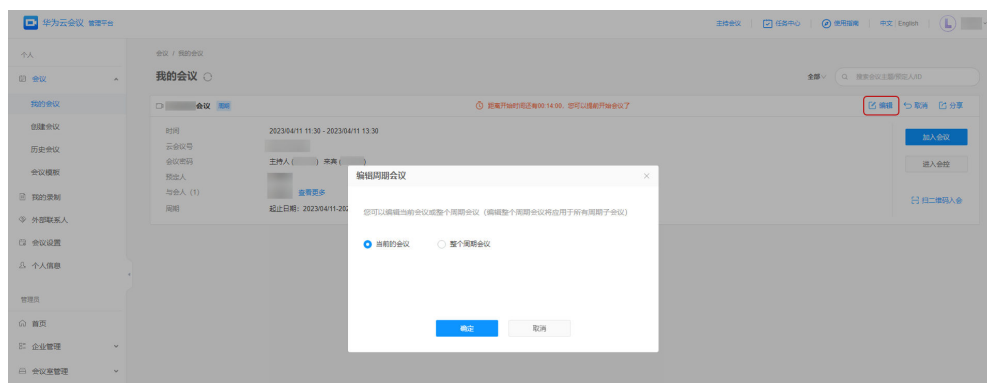 华为云会议 管理平台
主持会议 任务中心 使用指南 中文 English L
个人
会议
我的会议
创建会议
历史会议
会议模板
我的录制
外部联系人
会议设置
个人信息
管理员
首页
企业管理
会议室管理
会议 / 我的会议
我的会议
全部
搜索会议主题/预定人/ID
会议 周期
距离开始时间还有00:14:00，您可以提前开始会议了
编辑 取消 分享
时间 2023/04/11 11:30 - 2023/04/11 13:30
云会议号
会议密码 主持人 ( ) 来宾 ( )
预定人
与会人 (1) 查看更多
周期 起止日期：2023/04/11-202
加入会议
进入会控
扫二维码入会
编辑周期会议
您可以编辑当前会议或整个周期会议（编辑整个周期会议将应用于所有周期子会议）
当前的会议 整个周期会议
确定 取消